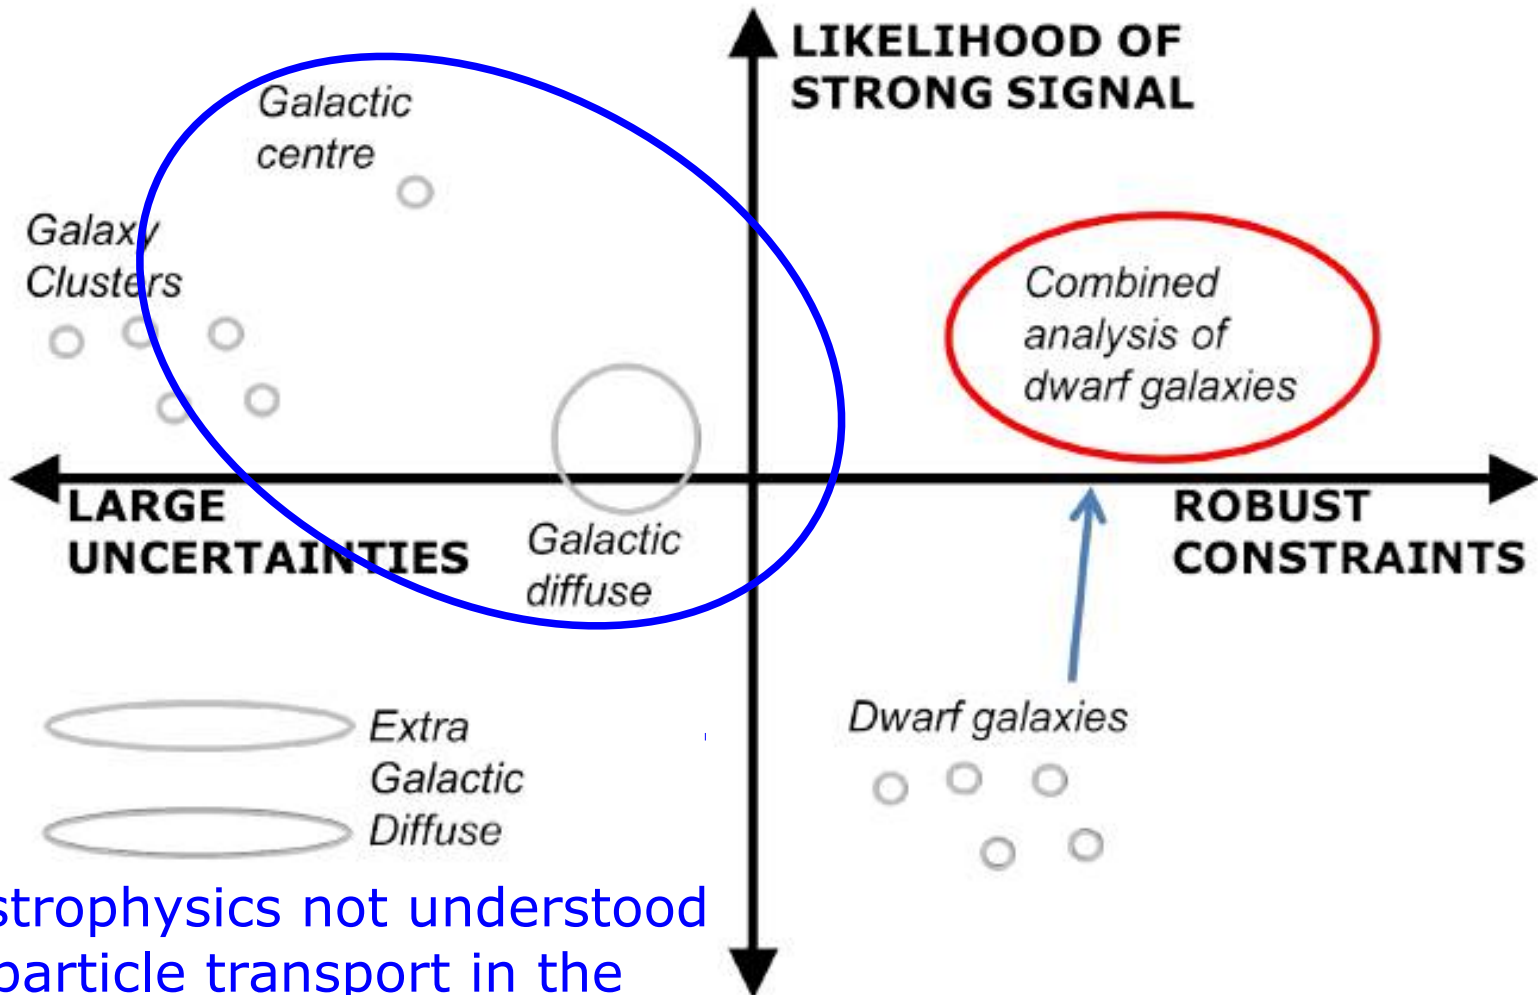 LIKELIHOOD OF
STRONG SIGNAL
Galactic
centre
Galaxy
Clusters
Combined
analysis of
dwarf galaxies
LARGE
UNCERTAINTIES
ROBUST
CONSTRAINTS
Galactic
diffuse
Extra
Galactic
Diffuse
Dwarf galaxies
strophysics not understood
particle transport in the